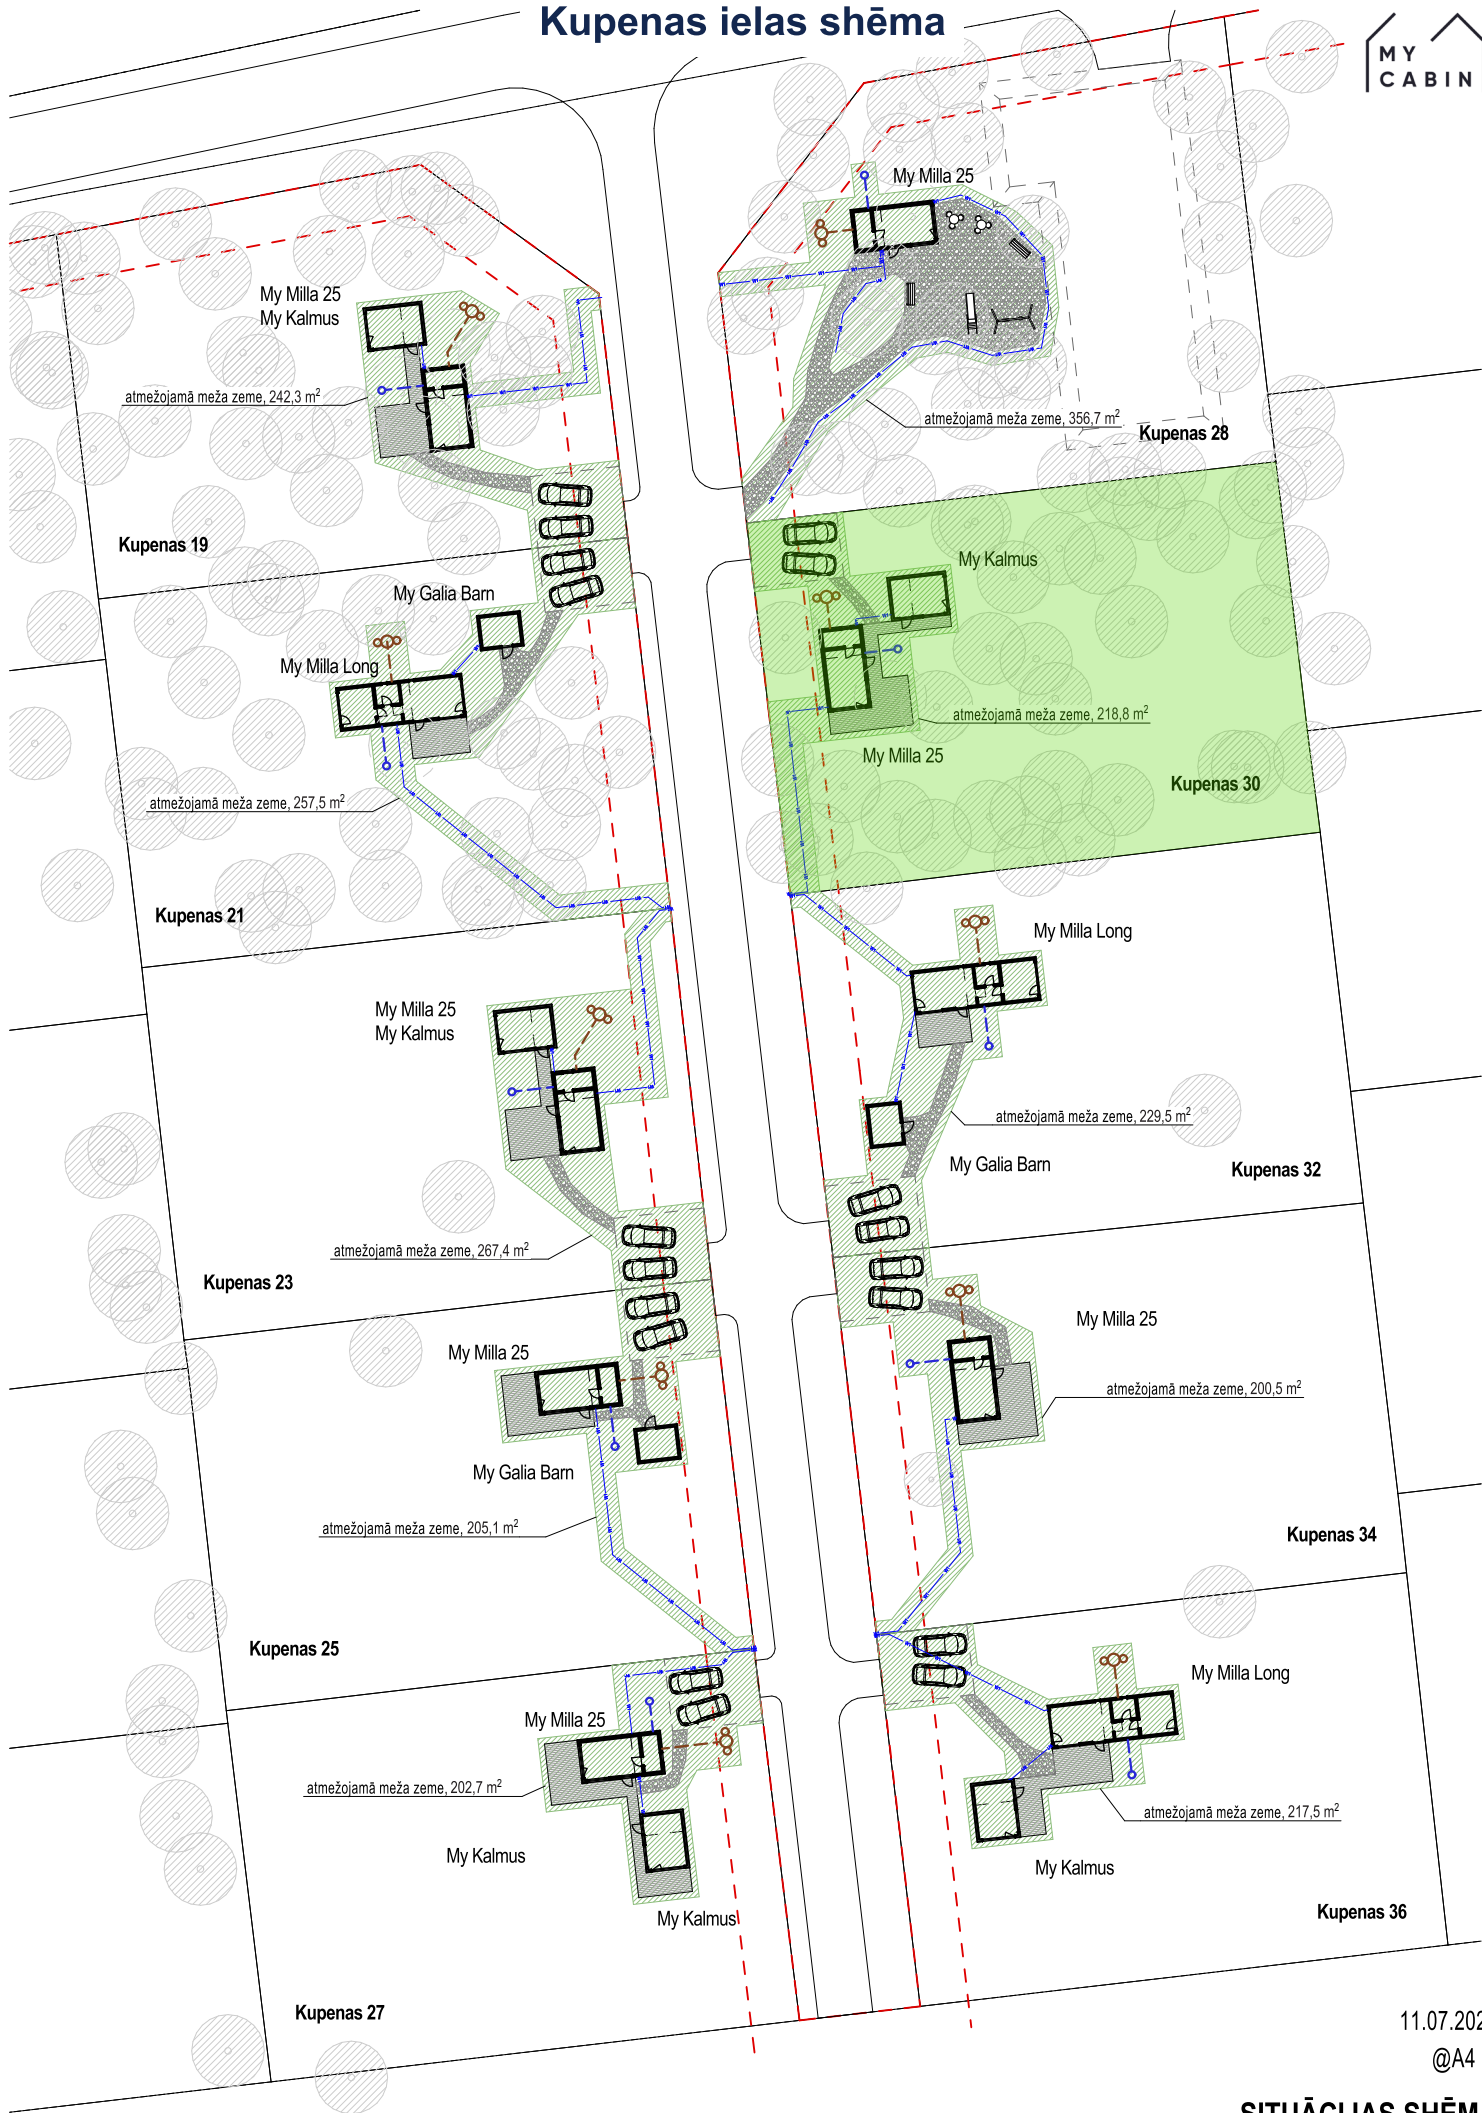 Kupenas ielas shēma
MY
CABIN
My Milla 25
My Milla 25
My Kalmus
atmežojamā meža zeme, 242,3 m²
atmežojamā meža zeme, 356,7 m²
Kupenas 28
Kupenas 19
My Kalmus
My Galia Barn
My Milla Long
atmežojamā meža zeme, 218,8 m²
My Milla 25
Kupenas 30
atmežojamā meža zeme, 257,5 m²
Kupenas 21
My Milla Long
My Milla 25
My Kalmus
atmežojamā meža zeme, 229,5 m²
My Galia Barn
Kupenas 32
atmežojamā meža zeme, 267,4 m²
Kupenas 23
My Milla 25
My Milla 25
atmežojamā meža zeme, 200,5 m²
My Galia Barn
atmežojamā meža zeme, 205,1 m²
Kupenas 34
Kupenas 25
My Milla Long
My Milla 25
atmežojamā meža zeme, 202,7 m²
atmežojamā meža zeme, 217,5 m²
My Kalmus
My Kalmus
My Kalmus
Kupenas 36
Kupenas 27
11.07.202
@A4